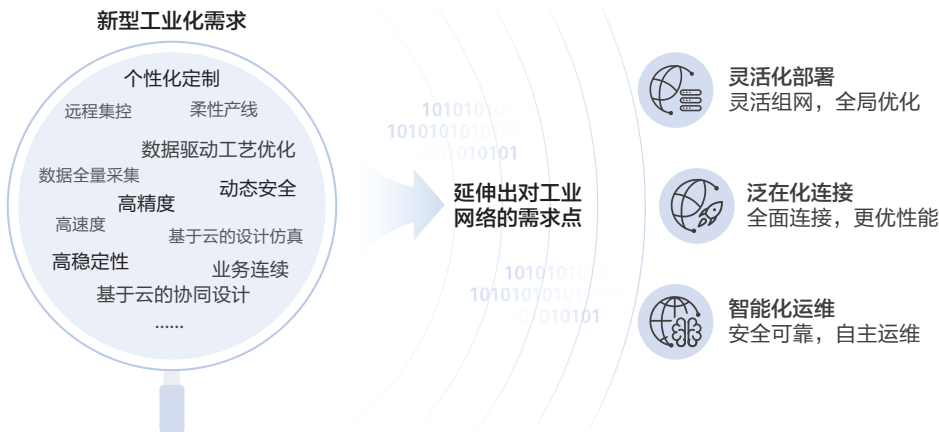 新型工业化需求
个性化定制
远程集控
柔性产线
数据驱动工艺优化
数据全量采集
动态安全
高精度
高速度
基于云的设计仿真
高稳定性
业务连续
基于云的协同设计
......
延伸出对工业
网络的需求点
灵活化部署
灵活组网，全局优化
泛在化连接
全面连接，更优性能
智能化运维
安全可靠，自主运维